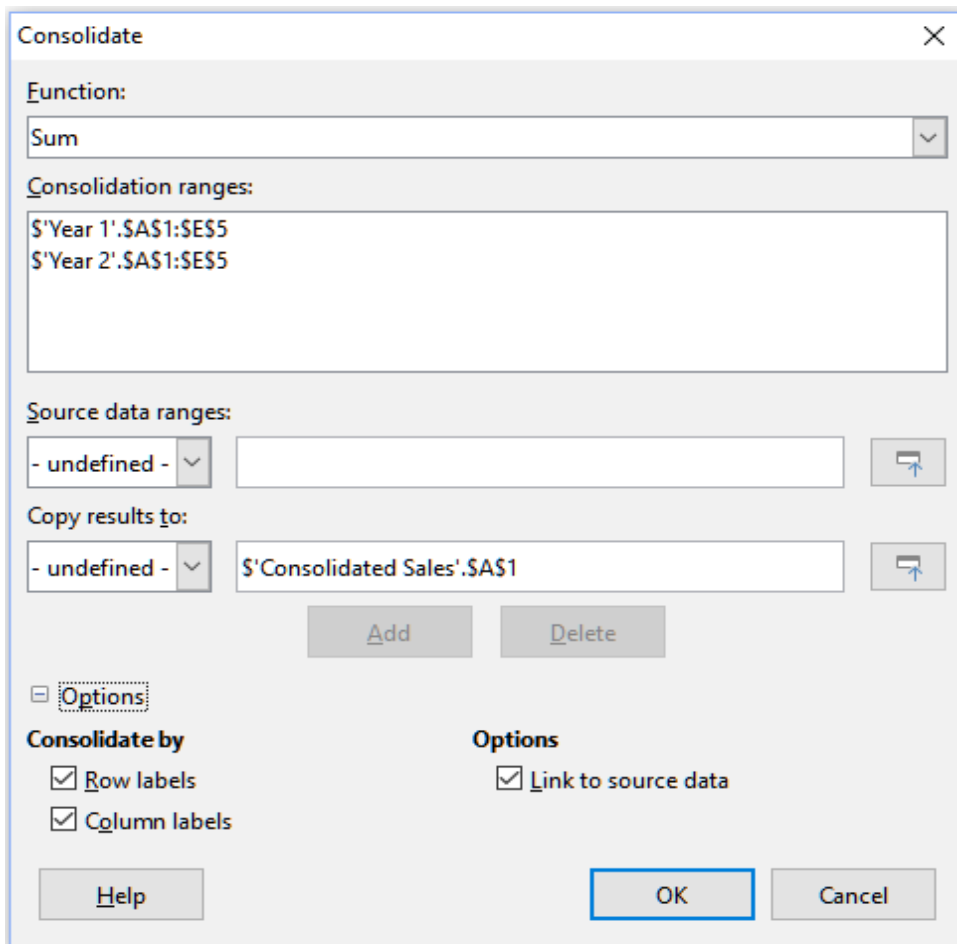 Consolidate
Function:
Sum
Consolidation ranges:
$'Year 1'.$A$1:$E$5
$'Year 2'.$A$1:$E$5
Source data ranges:
- undefined -
Copy results to:
- undefined - $'Consolidated Sales'.$A$1
Add Delete
Options
Consolidate by Options
Row labels Link to source data
Column labels
Help OK Cancel